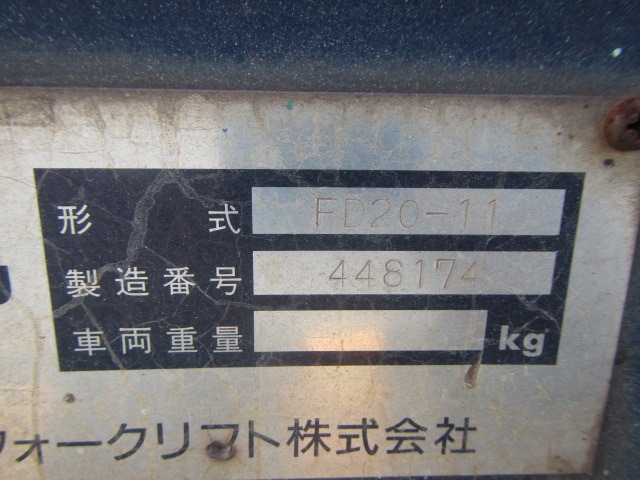 形式 FD20-11
製造番号 448174
車両重量 kg
フォークリフト株式会社